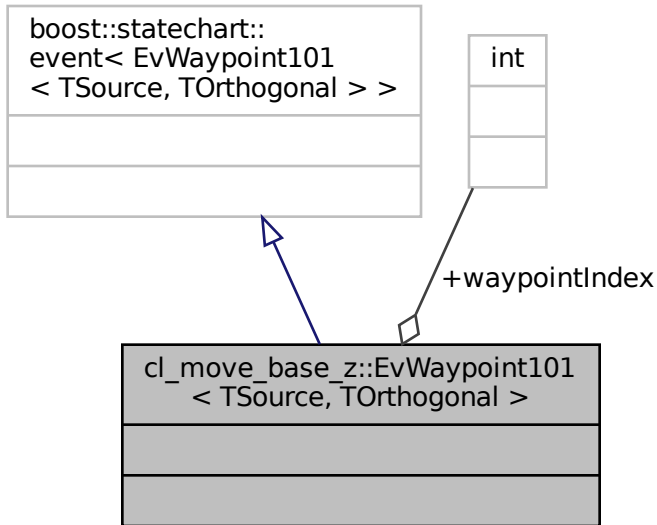 boost::statechart::
event< EvWaypoint101
< TSource, TOrthogonal > >
int
+waypointIndex
cl_move_base_z::EvWaypoint101
< TSource, TOrthogonal >